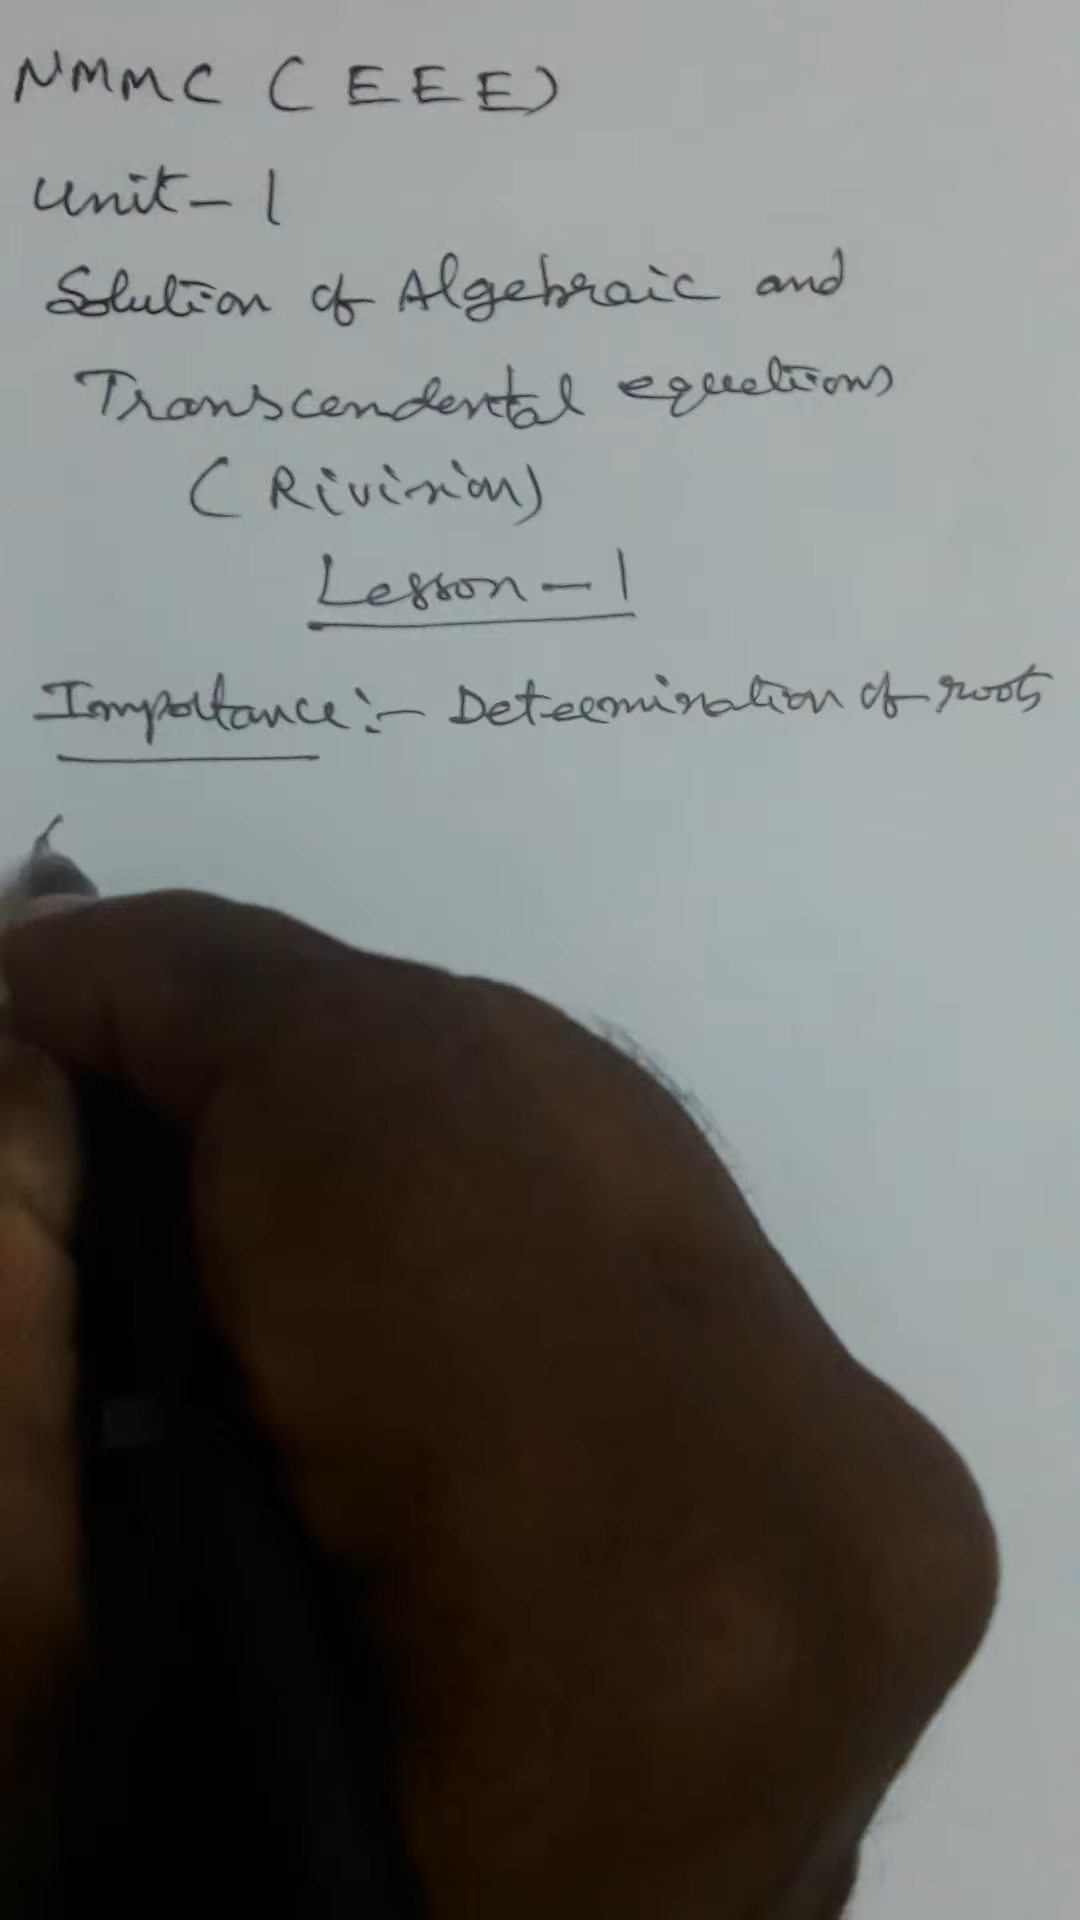 NMMC (EEE)
Unit-1
Solution of Algebraic and
Transcendental equations
(Rivision)
Lesson-1
Importance:- Determination of roots